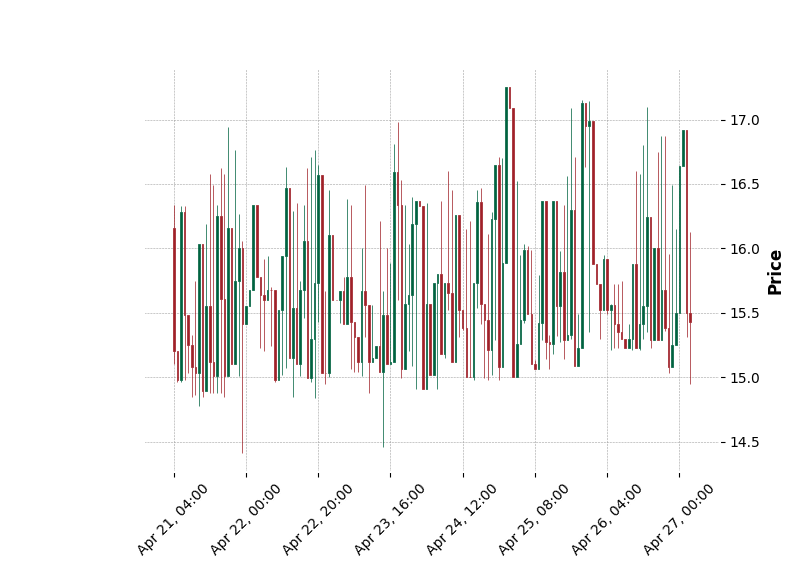 17.0
16.5
16.0
15.5
15.0
14.5
Price
Apr 21, 04:00
Apr 22, 00:00
Apr 22, 20:00
Apr 23, 16:00
Apr 24, 12:00
Apr 25, 08:00
Apr 26, 04:00
Apr 27, 00:00